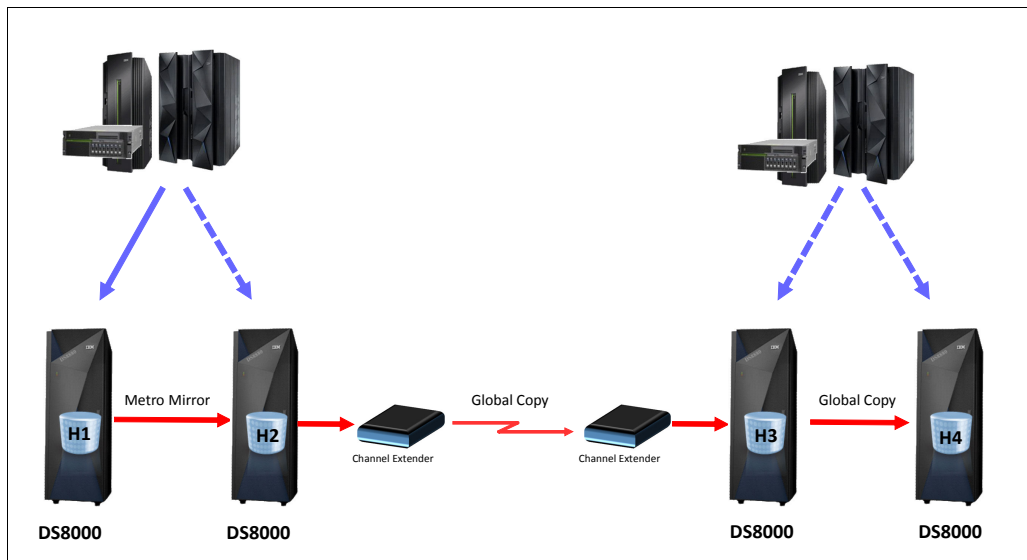 H1
Metro Mirror
H2
Channel Extender
Global Copy
Channel Extender
H3
Global Copy
H4
DS8000
DS8000
DS8000
DS8000